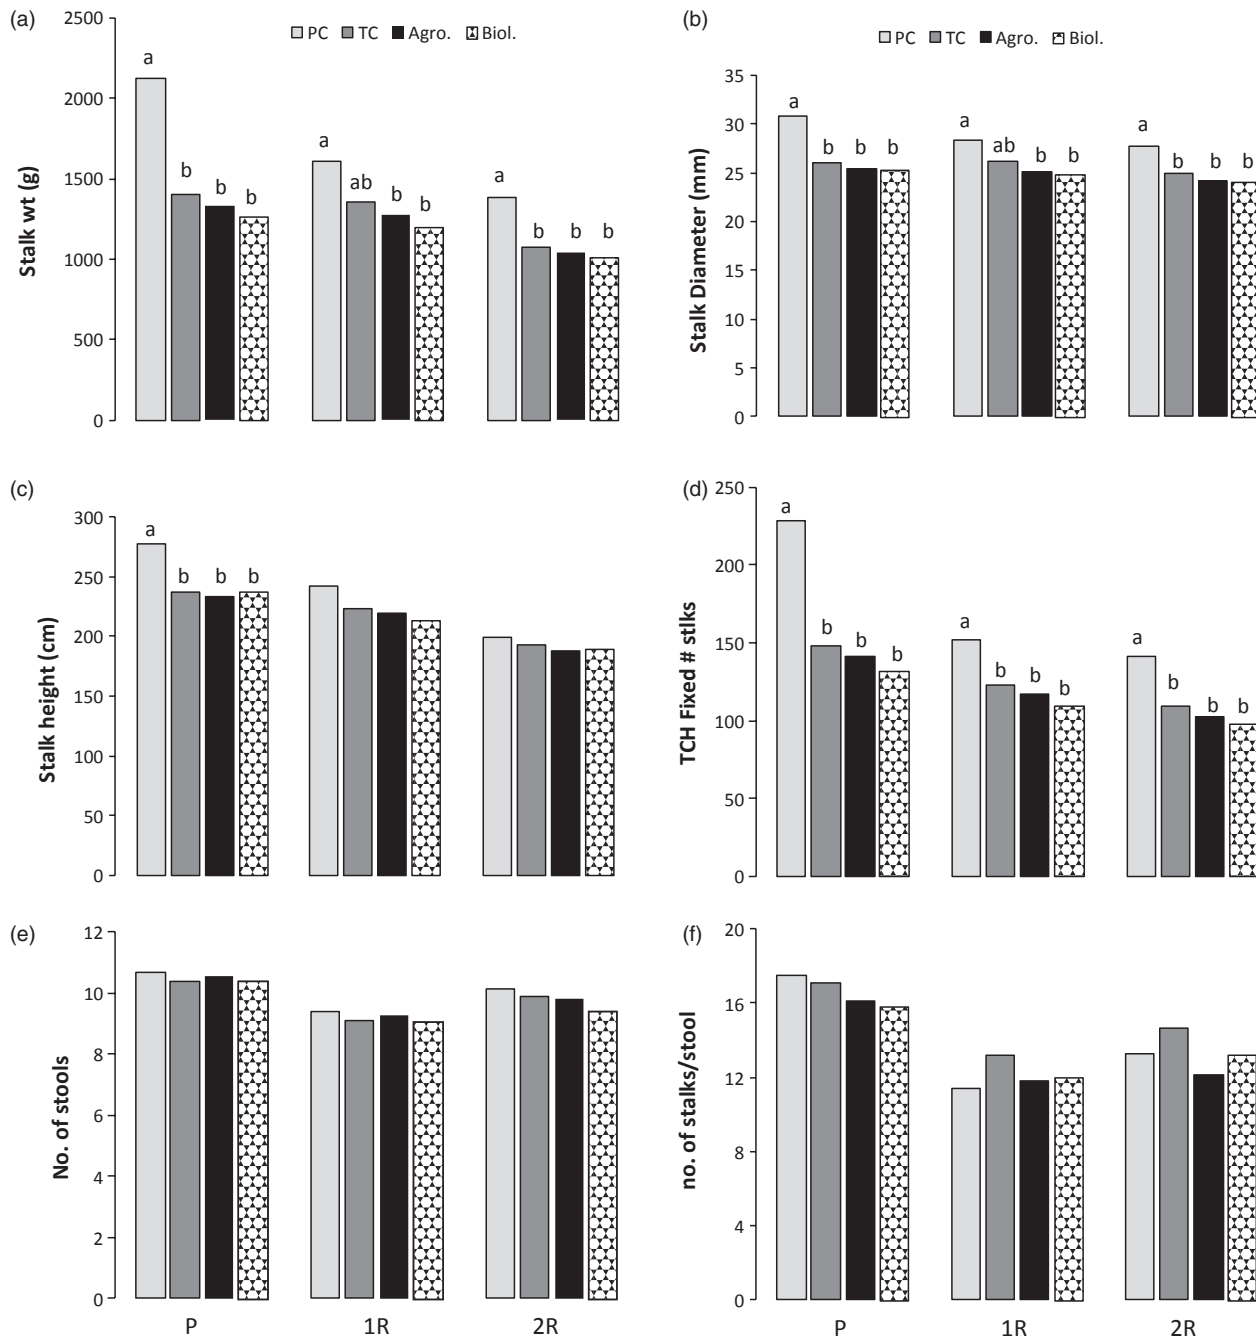 (a)
PC TC Agro. Biol.
2500
2000
1500
1000
500
0
Stalk wt (g)
a b b b
a ab b b
a b b b
(b)
PC TC Agro. Biol.
35
30
25
20
15
10
5
0
Stalk Diameter (mm)
a b b b
a ab b b
a b b b
(c)
300
250
200
150
100
50
0
Stalk height (cm)
a b b b
(d)
250
200
150
100
50
0
TCH Fixed # stlks
a b b b
a b b b
a b b b
(e)
12
10
8
6
4
2
0
No. of stools
P 1R 2R
(f)
20
16
12
8
4
0
no. of stalks/stool
P 1R 2R